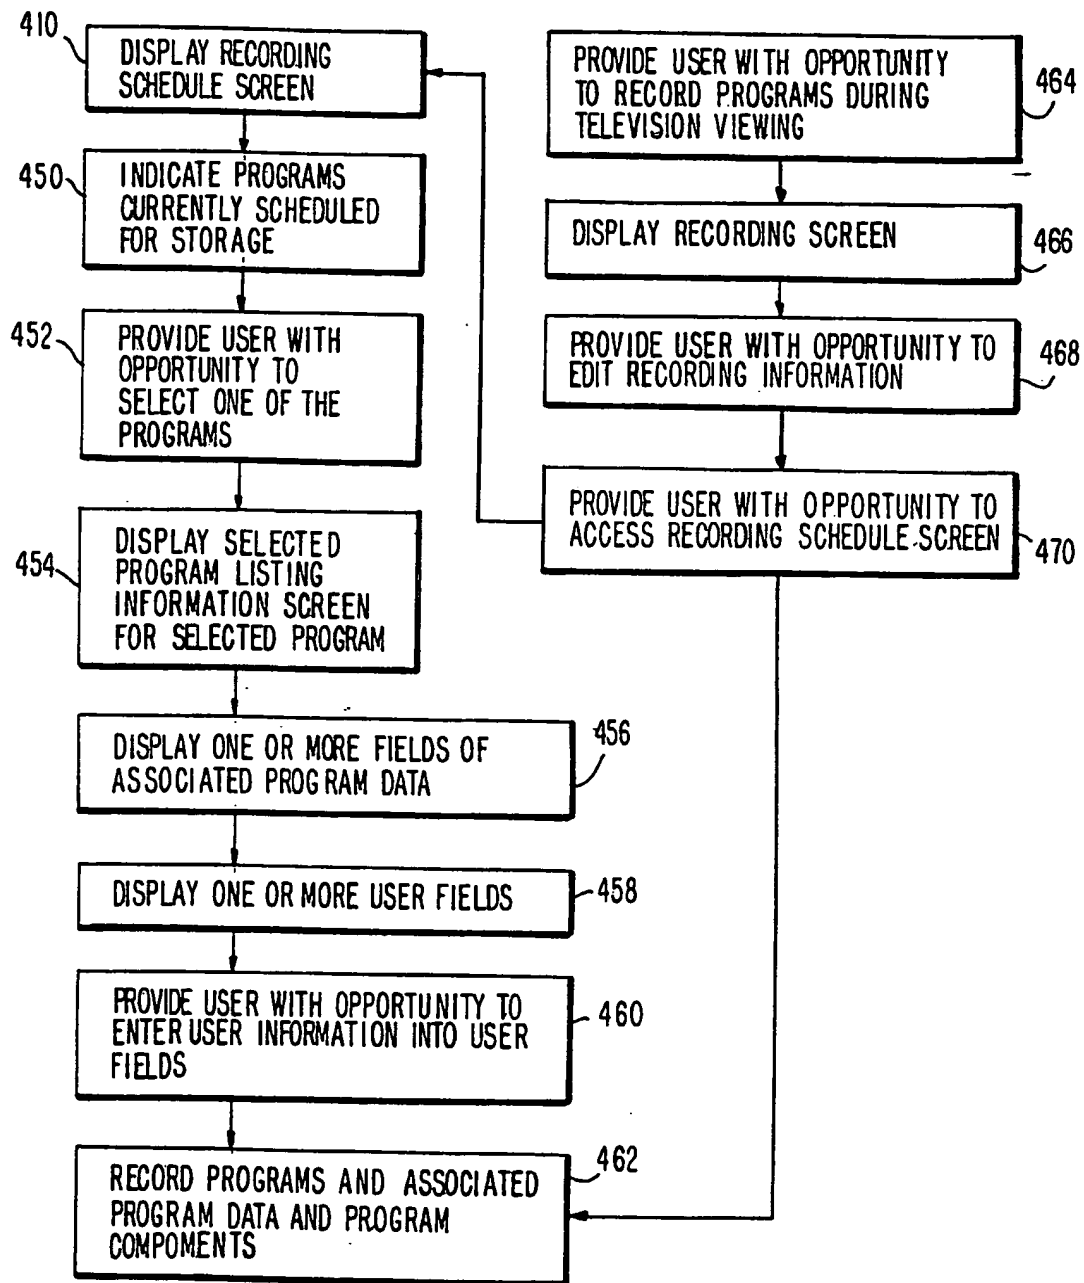 410
DISPLAY RECORDING
SCHEDULE SCREEN
450
INDICATE PROGRAMS
CURRENTLY SCHEDULED
FOR STORAGE
452
PROVIDE USER WITH
OPPORTUNITY TO
SELECT ONE OF THE
PROGRAMS
454
DISPLAY SELECTED
PROGRAM LISTING
INFORMATION SCREEN
FOR SELECTED PROGRAM
456
DISPLAY ONE OR MORE FIELDS OF
ASSOCIATED PROGRAM DATA
458
DISPLAY ONE OR MORE USER FIELDS
460
PROVIDE USER WITH OPPORTUNITY TO
ENTER USER INFORMATION INTO USER
FIELDS
462
RECORD PROGRAMS AND ASSOCIATED
PROGRAM DATA AND PROGRAM
COMPOMENTS
PROVIDE USER WITH OPPORTUNITY
TO RECORD PROGRAMS DURING
TELEVISION VIEWING
464
DISPLAY RECORDING SCREEN
466
PROVIDE USER WITH OPPORTUNITY TO
EDIT RECORDING INFORMATION
468
PROVIDE USER WITH OPPORTUNITY TO
ACCESS RECORDING SCHEDULE SCREEN
470